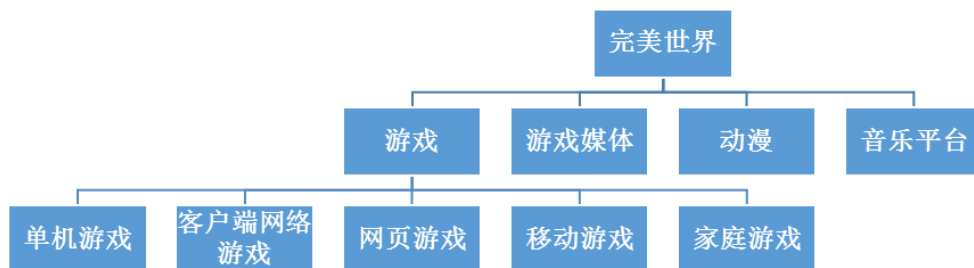 完美世界
游戏
游戏媒体
动漫
音乐平台
单机游戏
客户端网络
游戏
网页游戏
移动游戏
家庭游戏